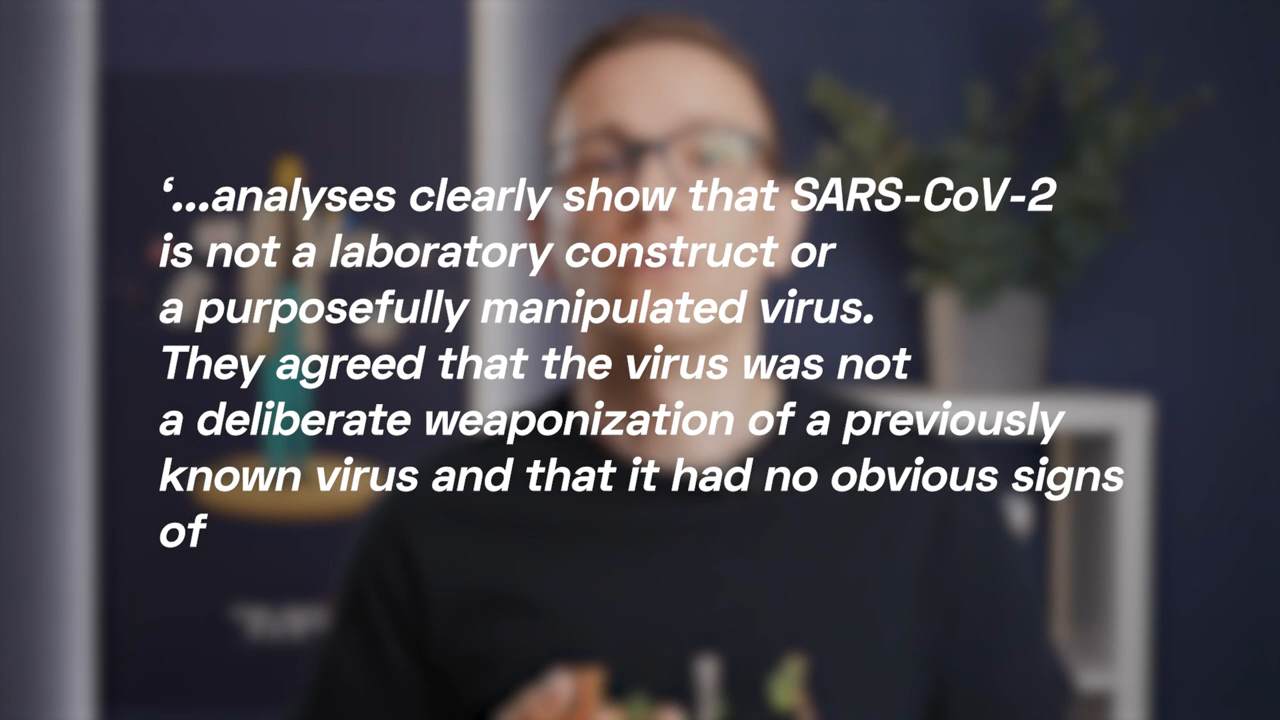 ‘...analyses clearly show that SARS-CoV-2
is not a laboratory construct or
a purposefully manipulated virus.
They agreed that the virus was not
a deliberate weaponization of a previously
known virus and that it had no obvious signs
of